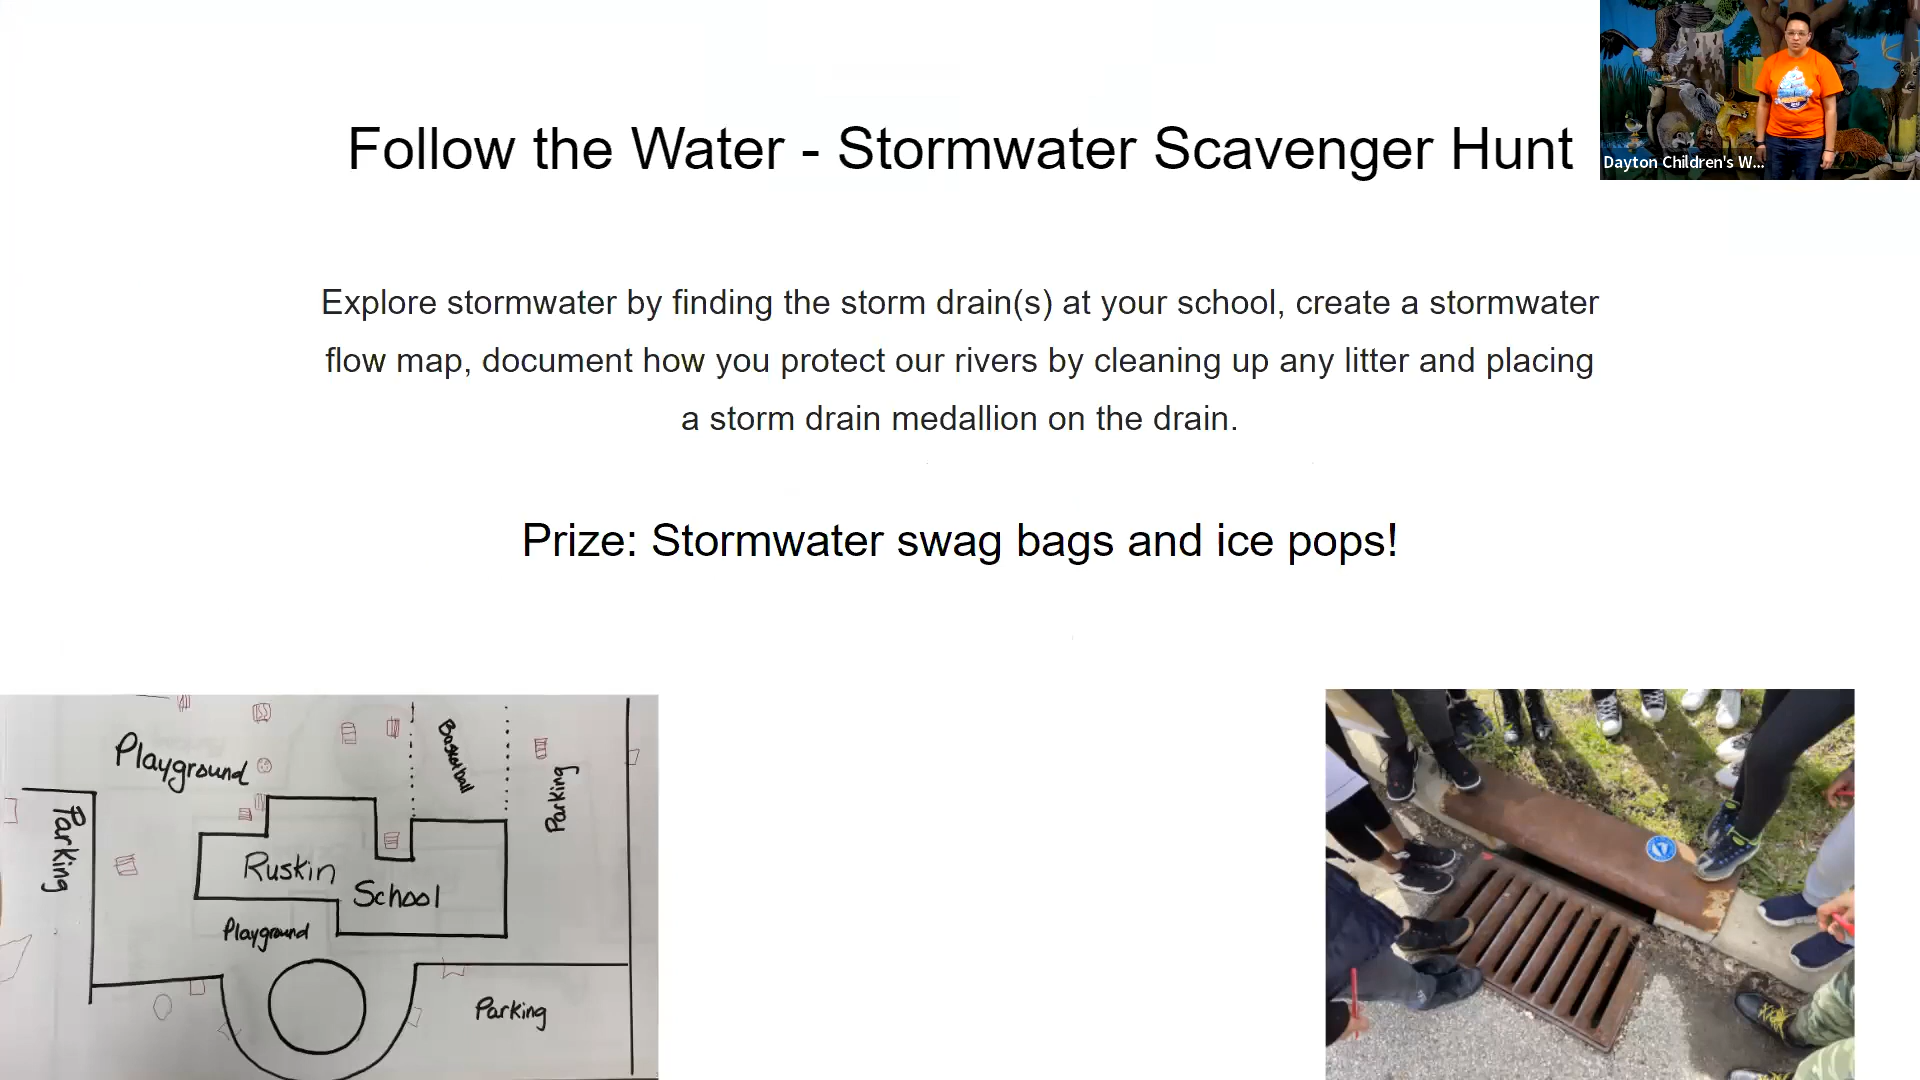 Follow the Water - Stormwater Scavenger Hunt
Dayton Children's W...
Explore stormwater by finding the storm drain(s) at your school, create a stormwater
flow map, document how you protect our rivers by cleaning up any litter and placing
a storm drain medallion on the drain.
Prize: Stormwater swag bags and ice pops!
Playground
Basketball
Parking
Parking
Ruskin
School
Playground
Parking